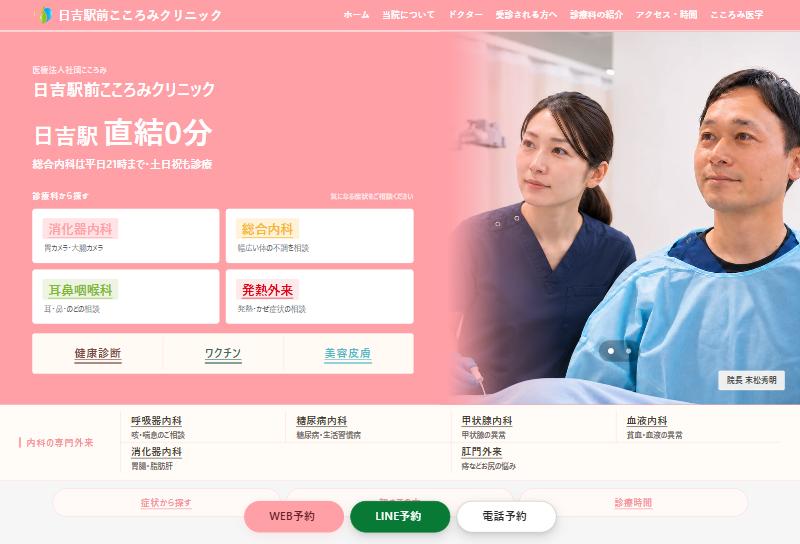 日吉駅前こころみクリニック
ホーム 当院について ドクター 受診される方へ 診療科の紹介 アクセス・時間 こころみ医学
医療法人社団こころみ
日吉駅前こころみクリニック
日吉駅 直結0分
総合内科は平日21時まで・土日祝も診療
診療科から探す 気になる症状をご相談ください
消化器内科 総合内科
胃カメラ・大腸カメラ 幅広い体の不調を相談
耳鼻咽喉科 発熱外来
耳・鼻・のどの相談 発熱・かぜ症状の相談
健康診断 ワクチン 美容皮膚
院長 末松秀明
内科の専門外来
呼吸器内科 糖尿病内科 甲状腺内科 血液内科
咳・喘息のご相談 糖尿病・生活習慣病 甲状腺の異常 貧血・血液の異常
消化器内科 肛門外来
胃腸・脂肪肝 痔などお尻の悩み
症状から探す 診療時間
WEB予約 LINE予約 電話予約